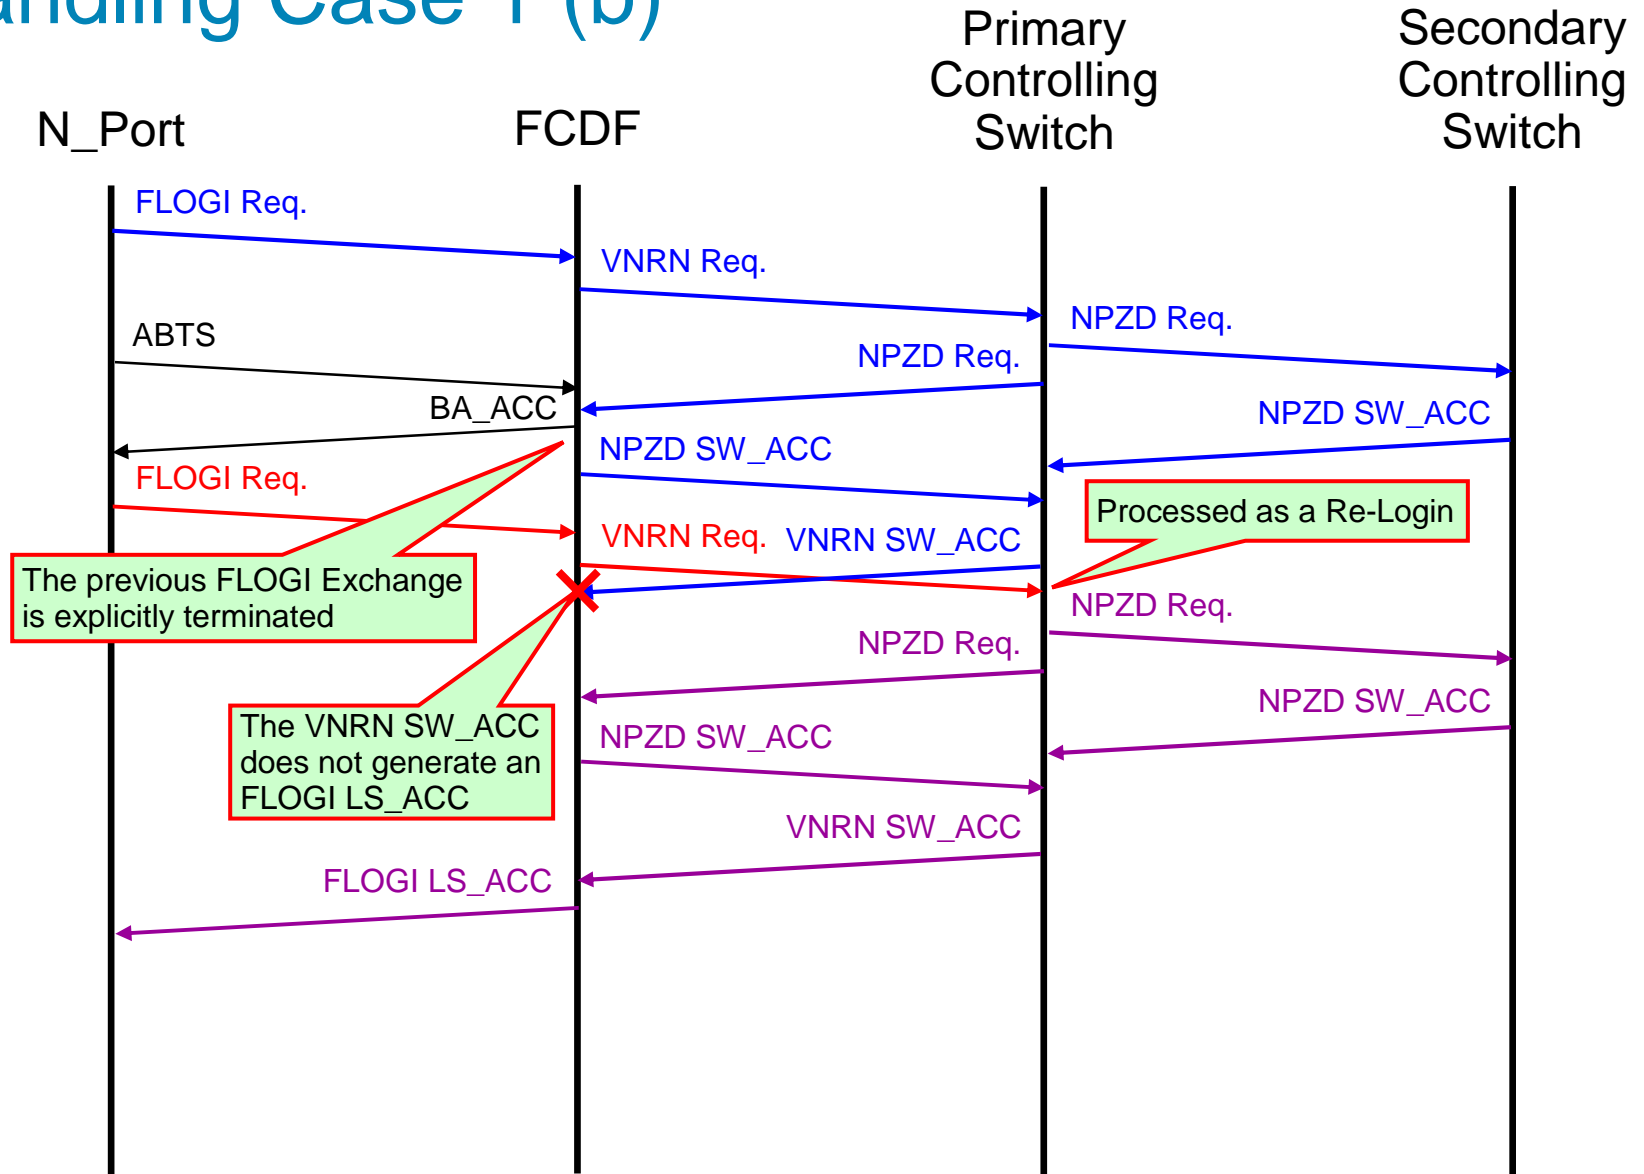 Case 1 (b)
Primary
Controlling
Switch
Secondary
Controlling
Switch
N_Port
FCDF
FLOGI Req.
VNRN Req.
NPZD Req.
ABTS
NPZD Req.
BA_ACC
NPZD SW_ACC
NPZD SW_ACC
FLOGI Req.
Processed as a Re-Login
VNRN Req.
VNRN SW_ACC
The previous FLOGI Exchange
is explicitly terminated
NPZD Req.
NPZD Req.
NPZD SW_ACC
The VNRN SW_ACC
does not generate an
FLOGI LS_ACC
NPZD SW_ACC
VNRN SW_ACC
FLOGI LS_ACC